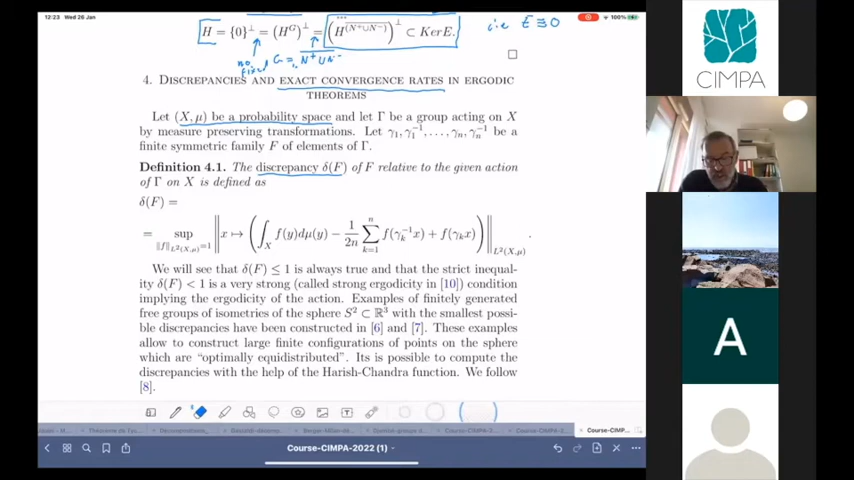 12:23 Wed 26 Jan
100%
H = {0}^⊥ = (H^G)^⊥ = (H^{\overline{(N^+∪N^-)}})^⊥ ⊂ KerE.
i.e E ≡ 0
no fixed G = \overline{N^+ ∪ N^-}
4. DISCREPANCIES AND EXACT CONVERGENCE RATES IN ERGODIC
THEOREMS
Let (X, μ) be a probability space and let Γ be a group acting on X
by measure preserving transformations. Let γ_1, γ_1^{-1}, . . . , γ_n, γ_n^{-1} be a
finite symmetric family F of elements of Γ.
Definition 4.1. The discrepancy δ(F) of F relative to the given action
of Γ on X is defined as
δ(F) =
= sup_{‖f‖_{L^2(X,μ)}=1} ‖ x ↦ ( ∫_X f(y)dμ(y) − \frac{1}{2n} ∑_{k=1}^{n} f(γ_k^{-1}x) + f(γ_k x) ) ‖_{L^2(X,μ)} .
We will see that δ(F) ≤ 1 is always true and that the strict inequal-
ity δ(F) < 1 is a very strong (called strong ergodicity in [10]) condition
implying the ergodicity of the action. Examples of finitely generated
free groups of isometries of the sphere S^2 ⊂ ℝ^3 with the smallest possi-
ble discrepancies have been constructed in [6] and [7]. These examples
allow to construct large finite configurations of points on the sphere
which are “optimally equidistributed”. Its is possible to compute the
discrepancies with the help of the Harish-Chandra function. We follow
[8].
Course-CIMPA-2022 (1)
CIMPA
A